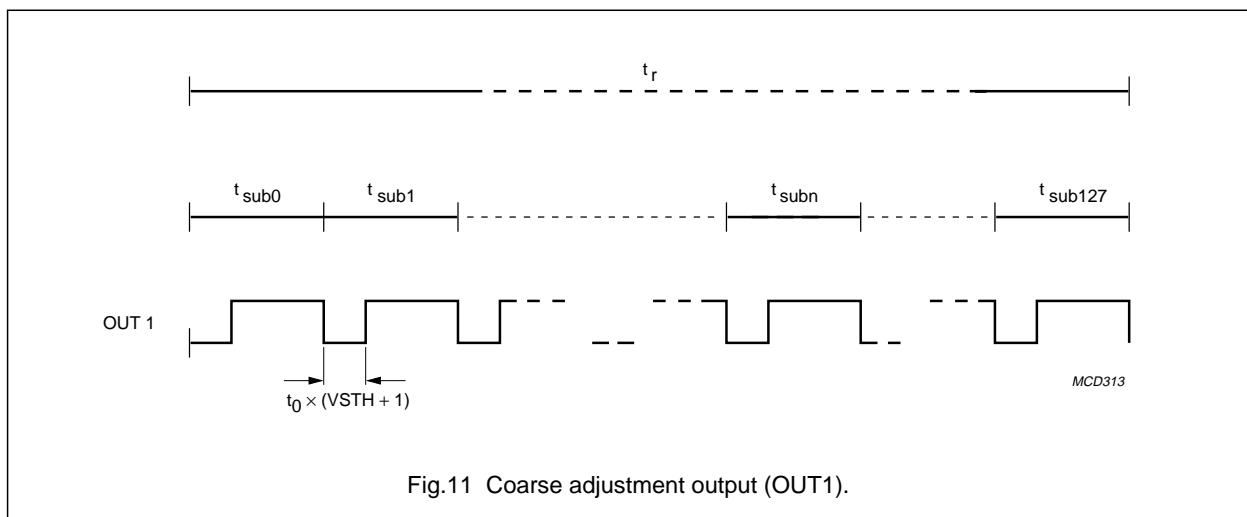 t r
t sub0 t sub1 t subn t sub127
OUT 1
t0 × (VSTH + 1)
MCD313
Fig.11 Coarse adjustment output (OUT1).